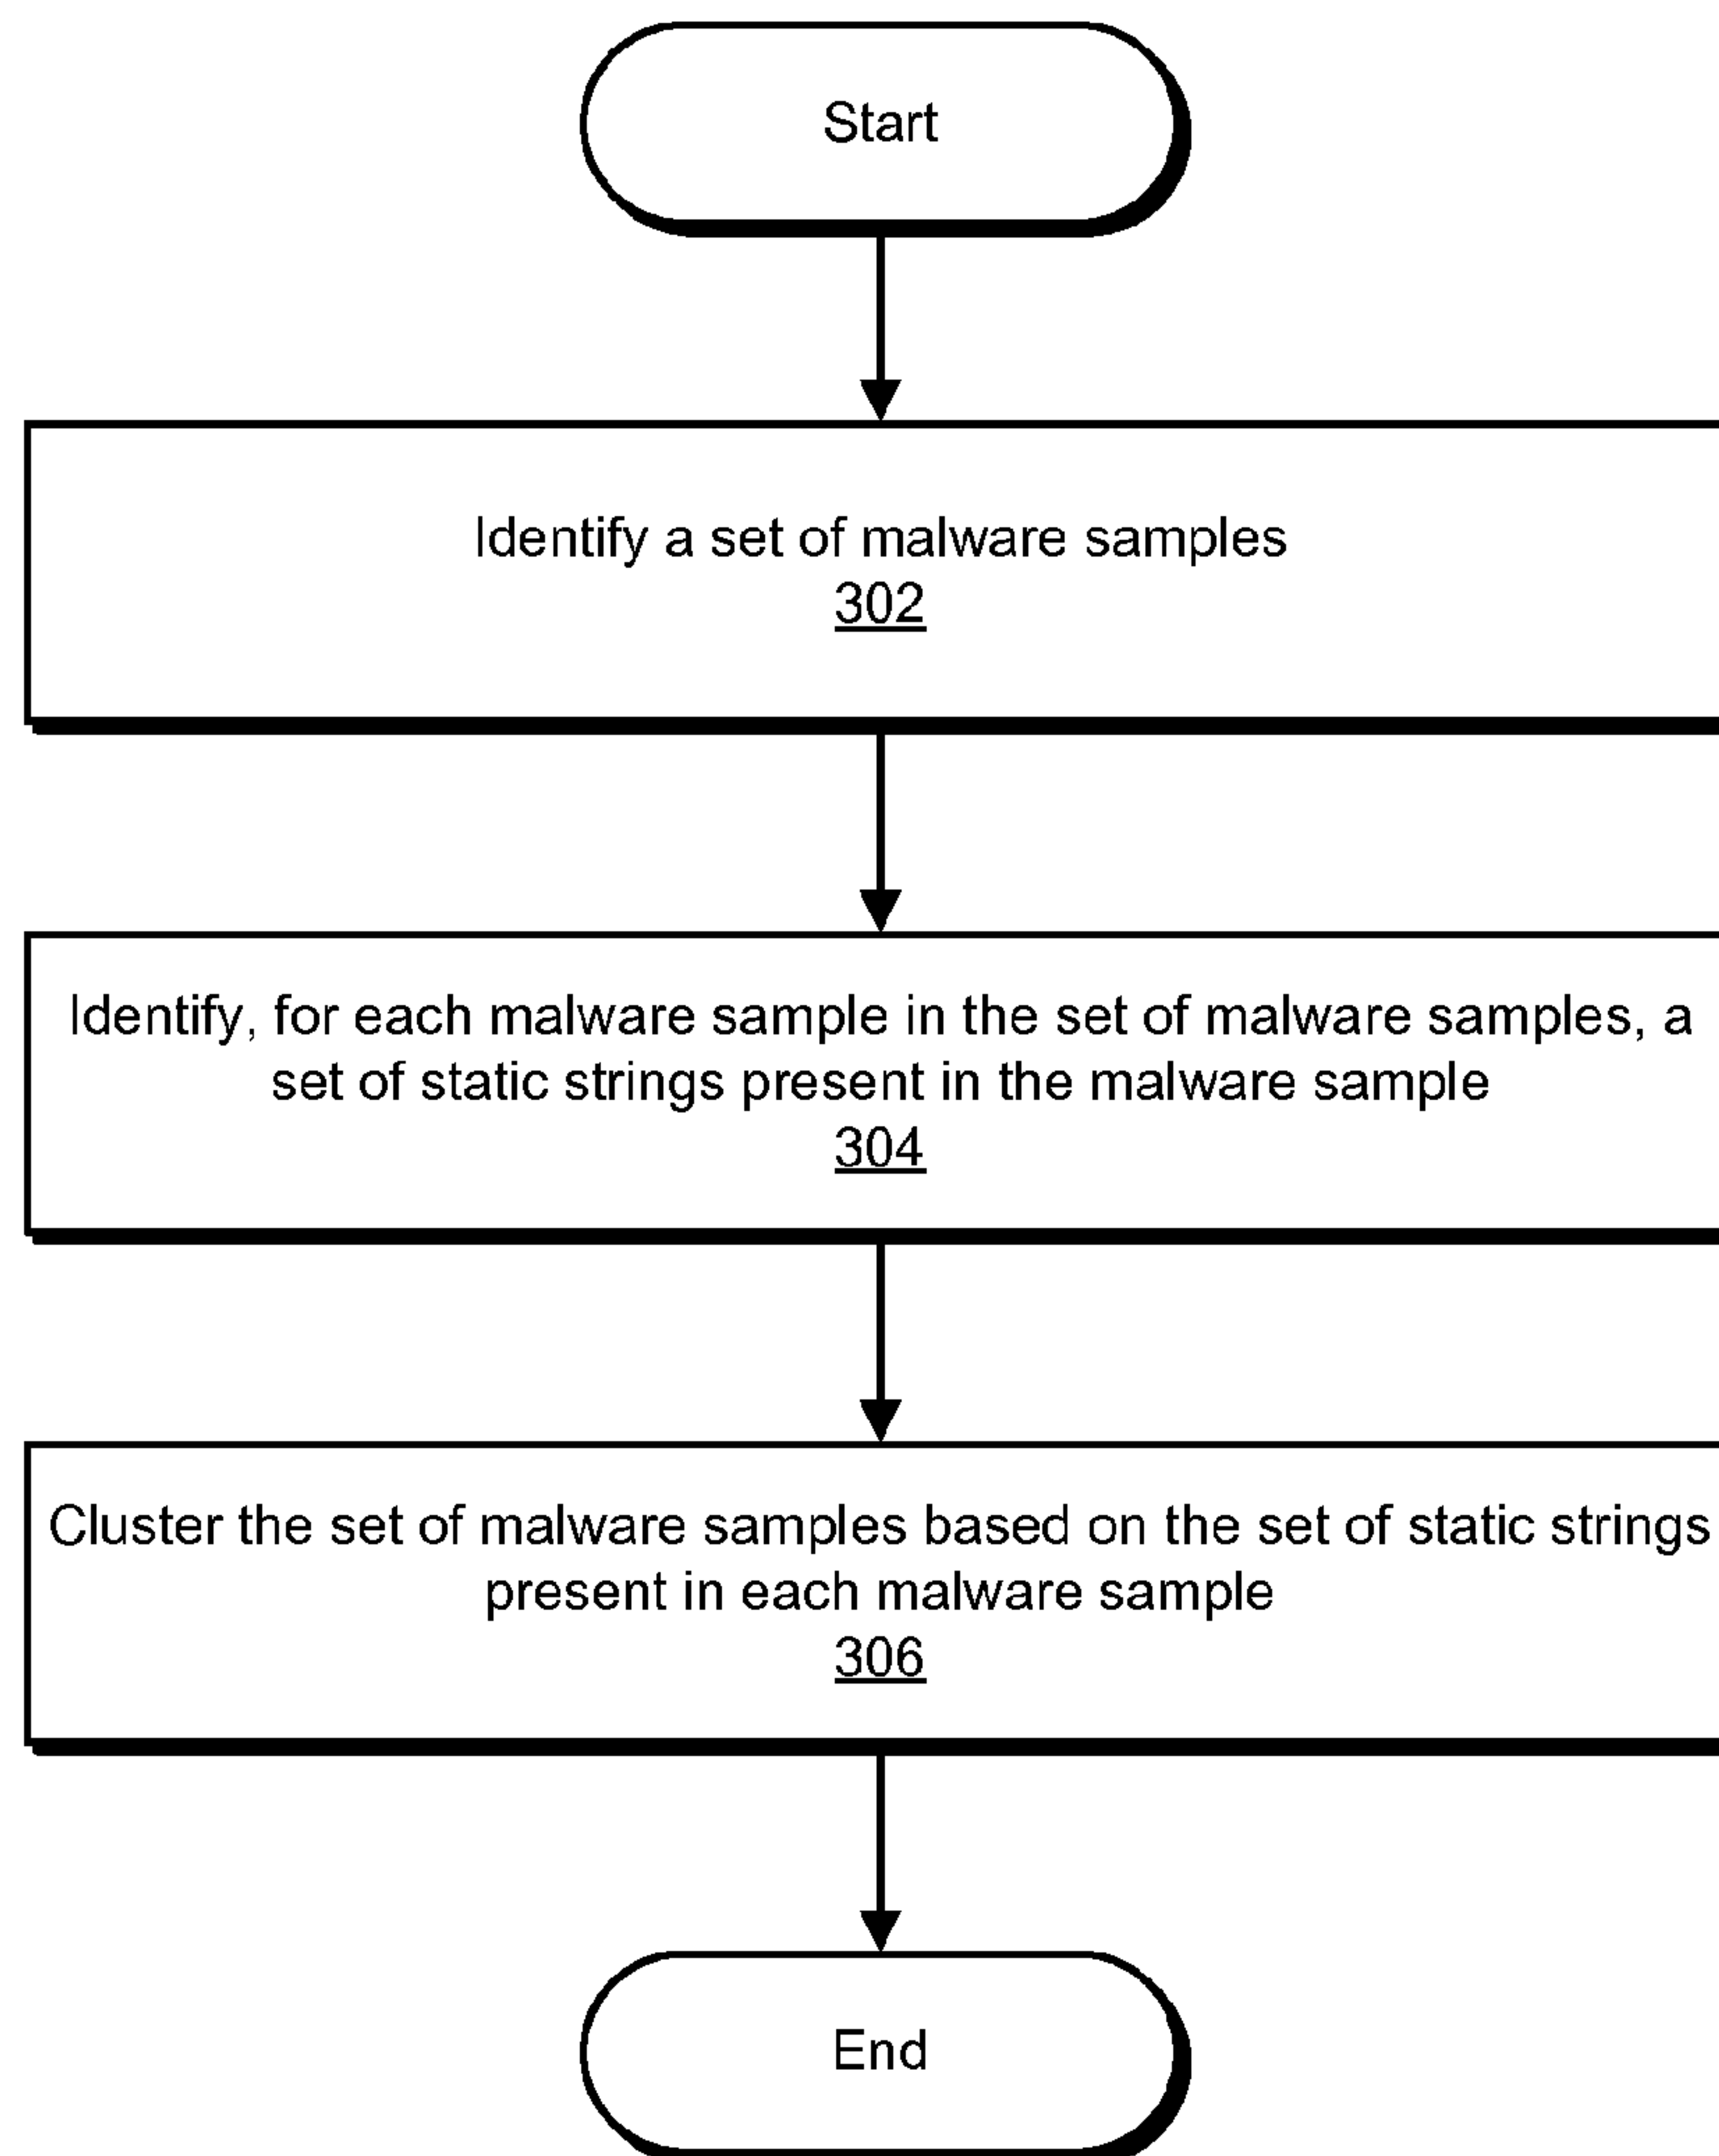 Start
Identify a set of malware samples
302
Identify, for each malware sample in the set of malware samples, a
set of static strings present in the malware sample
304
Cluster the set of malware samples based on the set of static strings
present in each malware sample
306
End